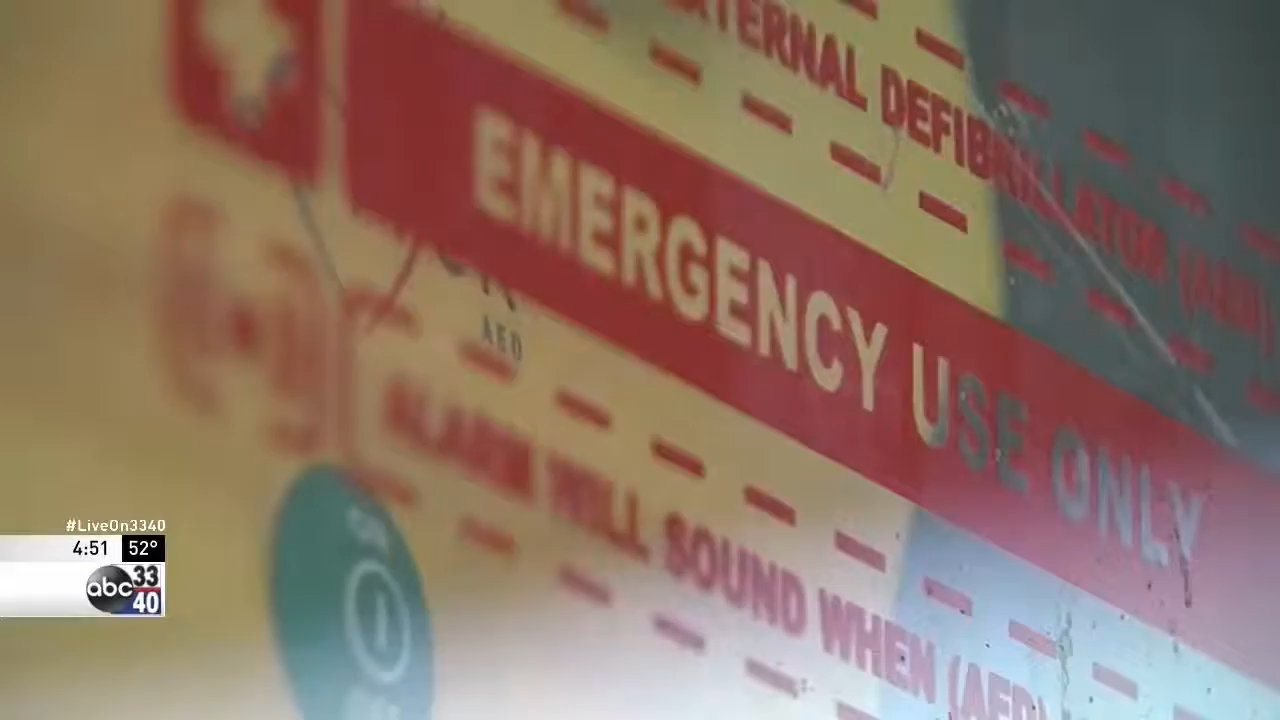 EXTERNAL DEFIBRILLATOR (AED)
EMERGENCY USE ONLY
AED
ALARM WILL SOUND WHEN (AED)
ON
#LiveOn3340
4:51 52°
abc 33
40